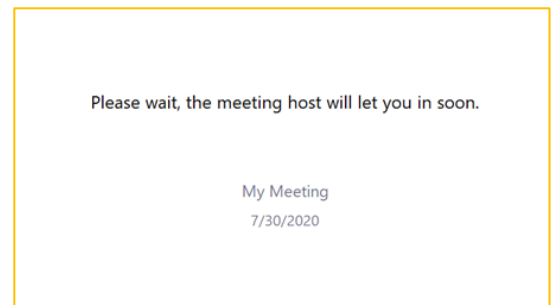 Please wait, the meeting host will let you in soon.
My Meeting
7/30/2020